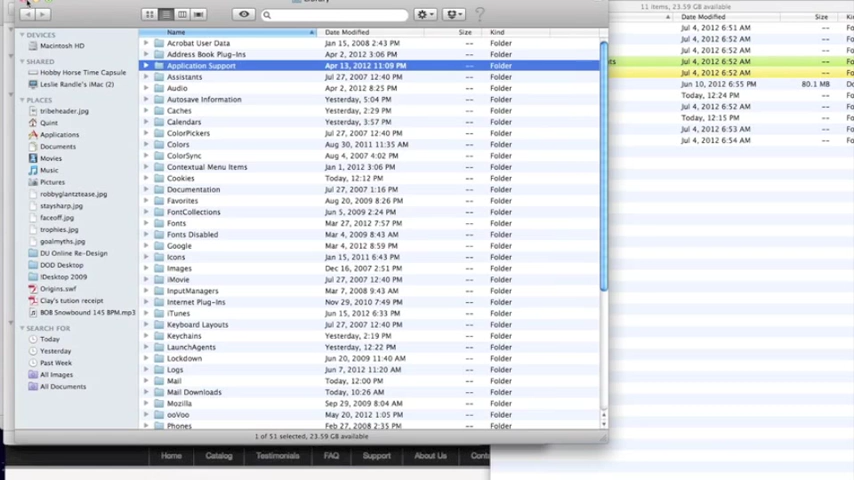 Library
11 items, 23.59 GB available
Name Date Modified Size Kind
Date Modified Size Kind
DEVICES
Macintosh HD
SHARED
Hobby Horse Time Capsule
Leslie Randle's iMac (2)
PLACES
tribeheader.jpg
Quint
Applications
Documents
Movies
Music
Pictures
robbyglantztease.jpg
staysharp.jpg
faceoff.jpg
trophies.jpg
goalmyths.jpg
DU Online Re-Design
DOD Desktop
!Desktop 2009
Origins.swf
Clay's tution receipt
BOB Snowbound 145 BPM.mp3
SEARCH FOR
Today
Yesterday
Past Week
All Images
All Documents
Acrobat User Data Jan 15, 2008 2:43 PM -- Folder
Address Book Plug-Ins Apr 2, 2012 3:06 PM -- Folder
Application Support Apr 13, 2012 11:09 PM -- Folder
Assistants Jul 27, 2007 12:40 PM -- Folder
Audio Apr 2, 2012 8:25 PM -- Folder
Autosave Information Yesterday, 5:04 PM -- Folder
Caches Yesterday, 2:29 PM -- Folder
Calendars Yesterday, 3:57 PM -- Folder
ColorPickers Jul 27, 2007 12:40 PM -- Folder
Colors Aug 30, 2011 11:35 AM -- Folder
ColorSync Aug 4, 2007 4:02 PM -- Folder
Contextual Menu Items Jan 1, 2012 3:06 PM -- Folder
Cookies Today, 12:12 PM -- Folder
Documentation Jul 27, 2007 1:16 PM -- Folder
Favorites Aug 20, 2009 8:26 PM -- Folder
FontCollections Jun 5, 2009 2:24 PM -- Folder
Fonts Mar 27, 2012 7:57 PM -- Folder
Fonts Disabled Mar 4, 2009 8:43 AM -- Folder
Google Mar 4, 2012 8:59 PM -- Folder
Icons Jan 15, 2011 6:43 PM -- Folder
Images Dec 16, 2007 2:51 PM -- Folder
iMovie Jul 27, 2007 12:40 PM -- Folder
InputManagers Mar 7, 2008 9:43 AM -- Folder
Internet Plug-Ins Nov 29, 2010 7:49 PM -- Folder
iTunes Jun 15, 2012 6:33 PM -- Folder
Keyboard Layouts Jul 27, 2007 12:40 PM -- Folder
Keychains Yesterday, 2:19 PM -- Folder
LaunchAgents Yesterday, 12:22 PM -- Folder
Lockdown Jun 20, 2009 11:40 AM -- Folder
Logs Jun 7, 2012 11:20 AM -- Folder
Mail Today, 12:00 PM -- Folder
Mail Downloads Today, 10:26 AM -- Folder
Mozilla Sep 29, 2009 8:04 AM -- Folder
ooVoo May 20, 2012 1:05 PM -- Folder
Phones Feb 27, 2008 2:06 PM -- Folder
1 of 51 selected, 23.59 GB available
Jul 4, 2012 6:51 AM -- Fo
Jul 4, 2012 6:52 AM -- Fo
Jul 4, 2012 6:52 AM -- Fo
Jul 4, 2012 6:52 AM -- Fo
Jul 4, 2012 6:52 AM -- Fo
Jun 10, 2012 6:55 PM 80.1 MB Do
Today, 12:24 PM -- Fo
Jul 4, 2012 6:52 AM -- Fo
Today, 12:15 PM -- Fo
Jul 4, 2012 6:53 AM -- Fo
Jul 4, 2012 6:54 AM -- Fo
Home Catalog Testimonials FAQ Support About Us Conta